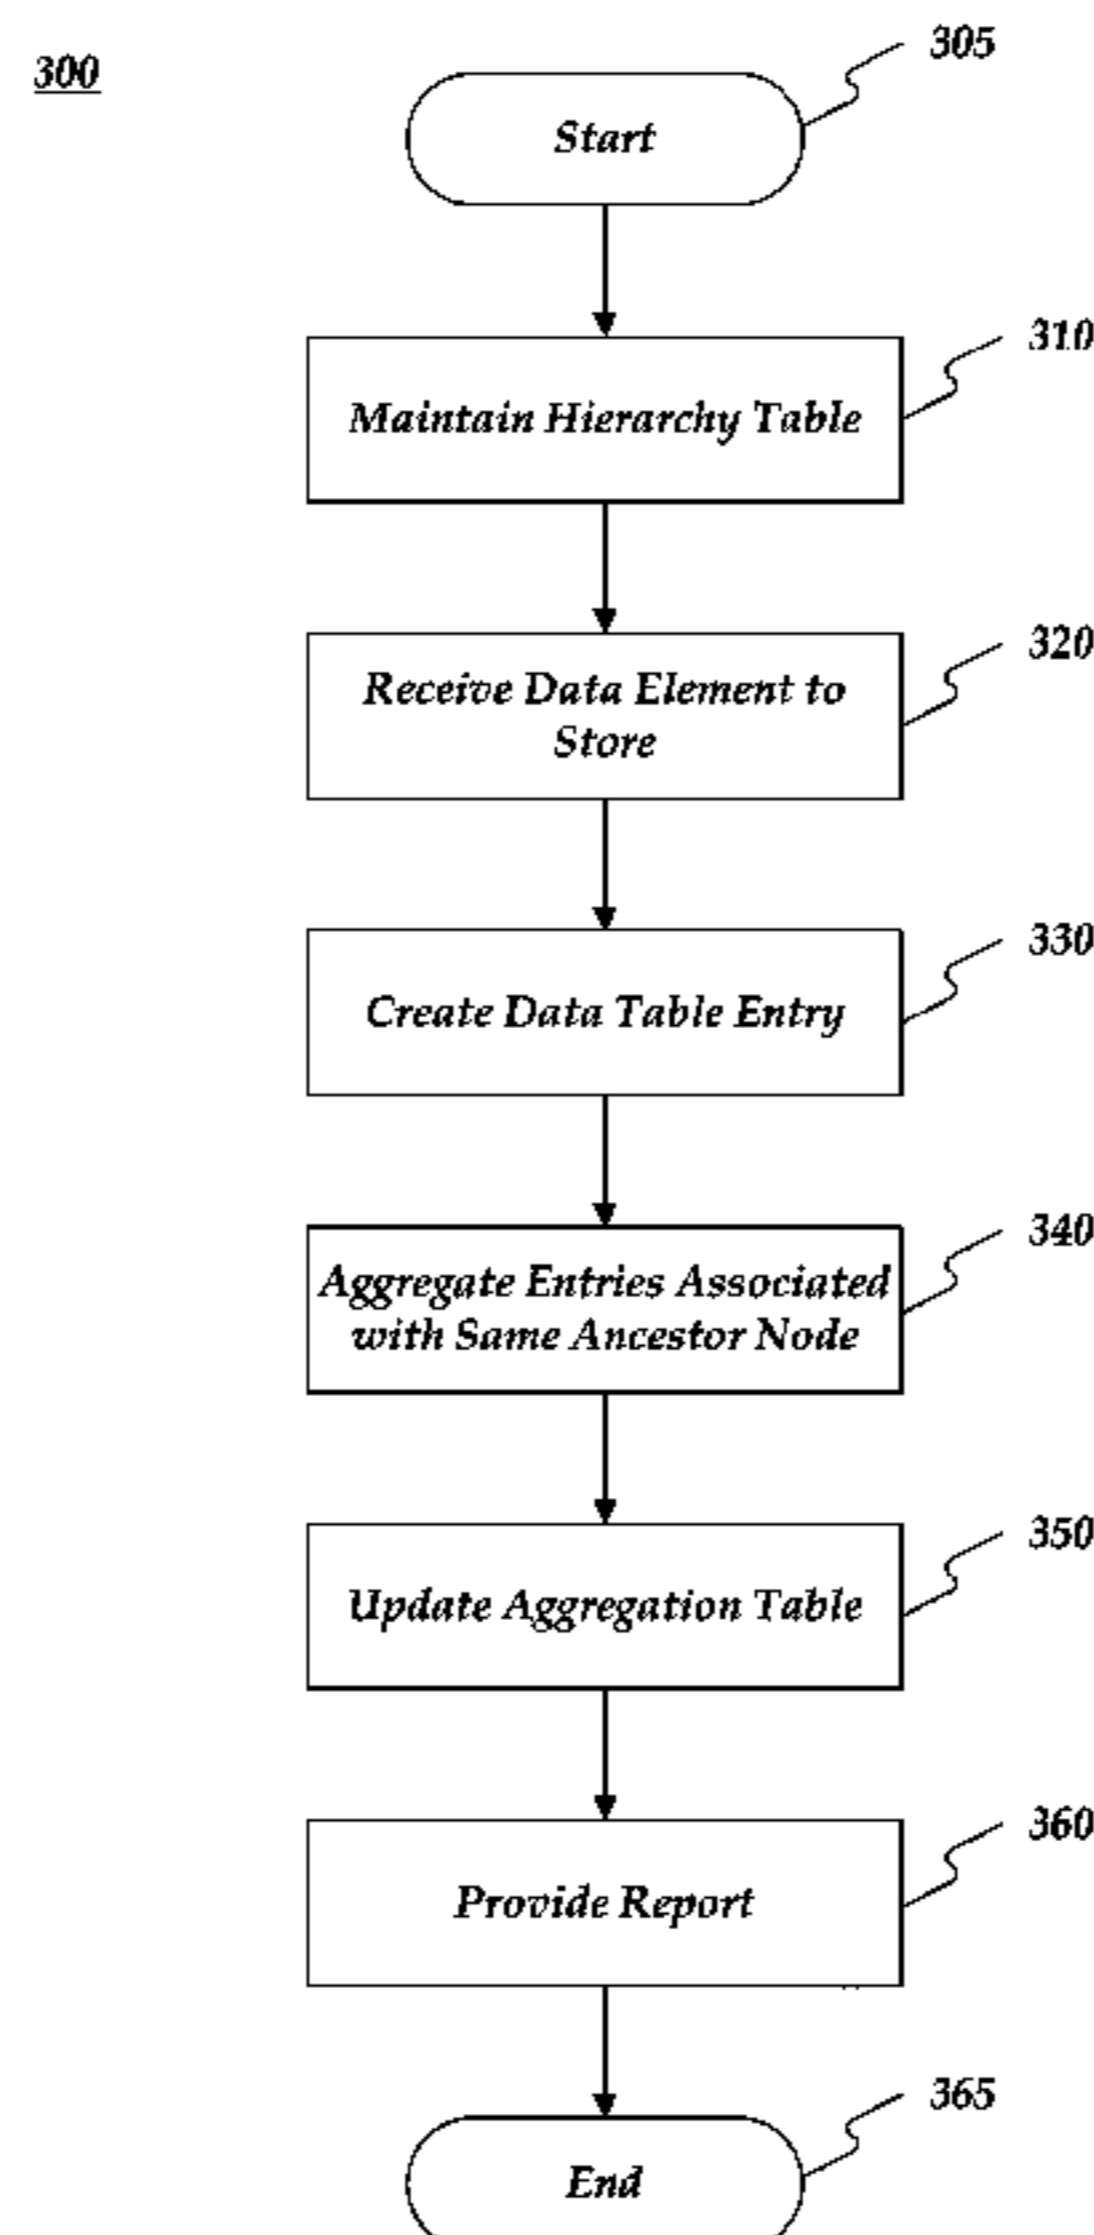 300
305
Start
310
Maintain Hierarchy Table
320
Receive Data Element to
Store
330
Create Data Table Entry
340
Aggregate Entries Associated
with Same Ancestor Node
350
Update Aggregation Table
360
Provide Report
365
End